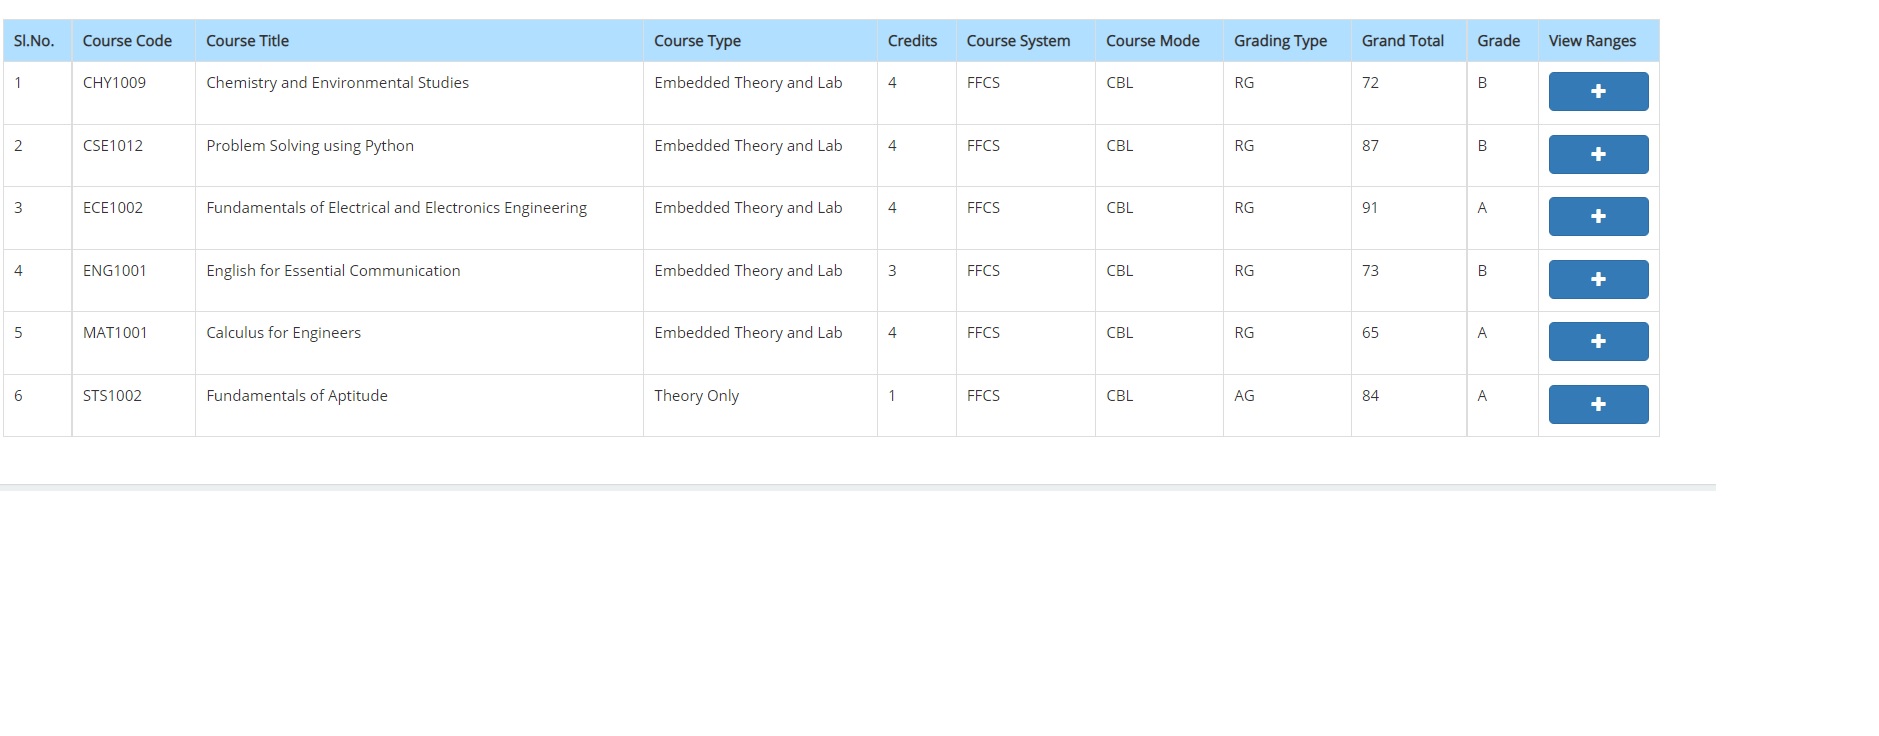 Sl.No. Course Code Course Title Course Type Credits Course System Course Mode Grading Type Grand Total Grade View Ranges
1 CHY1009 Chemistry and Environmental Studies Embedded Theory and Lab 4 FFCS CBL RG 72 B
2 CSE1012 Problem Solving using Python Embedded Theory and Lab 4 FFCS CBL RG 87 B
3 ECE1002 Fundamentals of Electrical and Electronics Engineering Embedded Theory and Lab 4 FFCS CBL RG 91 A
4 ENG1001 English for Essential Communication Embedded Theory and Lab 3 FFCS CBL RG 73 B
5 MAT1001 Calculus for Engineers Embedded Theory and Lab 4 FFCS CBL RG 65 A
6 STS1002 Fundamentals of Aptitude Theory Only 1 FFCS CBL AG 84 A